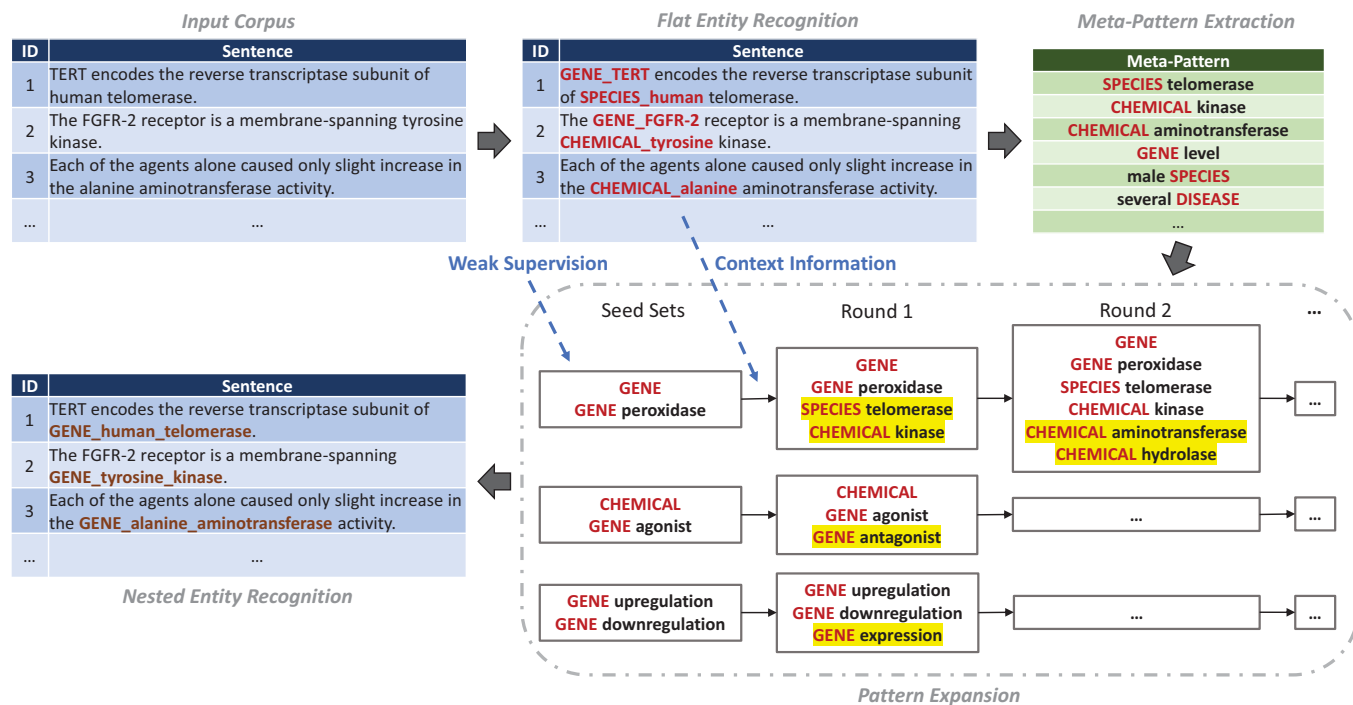 Input Corpus
ID Sentence
1 TERT encodes the reverse transcriptase subunit of
human telomerase.
2 The FGFR-2 receptor is a membrane-spanning tyrosine
kinase.
3 Each of the agents alone caused only slight increase in
the alanine aminotransferase activity.
... ...
Flat Entity Recognition
ID Sentence
1 GENE_TERT encodes the reverse transcriptase subunit
of SPECIES_human telomerase.
2 The GENE_FGFR-2 receptor is a membrane-spanning
CHEMICAL_tyrosine kinase.
3 Each of the agents alone caused only slight increase in
the CHEMICAL_alanine aminotransferase activity.
... ...
Meta-Pattern Extraction
Meta-Pattern
SPECIES telomerase
CHEMICAL kinase
CHEMICAL aminotransferase
GENE level
male SPECIES
several DISEASE
...
Weak Supervision
Context Information
Seed Sets
Round 1
Round 2
...
GENE
GENE peroxidase
GENE
GENE peroxidase
SPECIES telomerase
CHEMICAL kinase
GENE
GENE peroxidase
SPECIES telomerase
CHEMICAL kinase
CHEMICAL aminotransferase
CHEMICAL hydrolase
...
CHEMICAL
GENE agonist
CHEMICAL
GENE agonist
GENE antagonist
...
...
GENE upregulation
GENE downregulation
GENE upregulation
GENE downregulation
GENE expression
...
...
Pattern Expansion
ID Sentence
1 TERT encodes the reverse transcriptase subunit of
GENE_human_telomerase.
2 The FGFR-2 receptor is a membrane-spanning
GENE_tyrosine_kinase.
3 Each of the agents alone caused only slight increase in
the GENE_alanine_aminotransferase activity.
... ...
Nested Entity Recognition